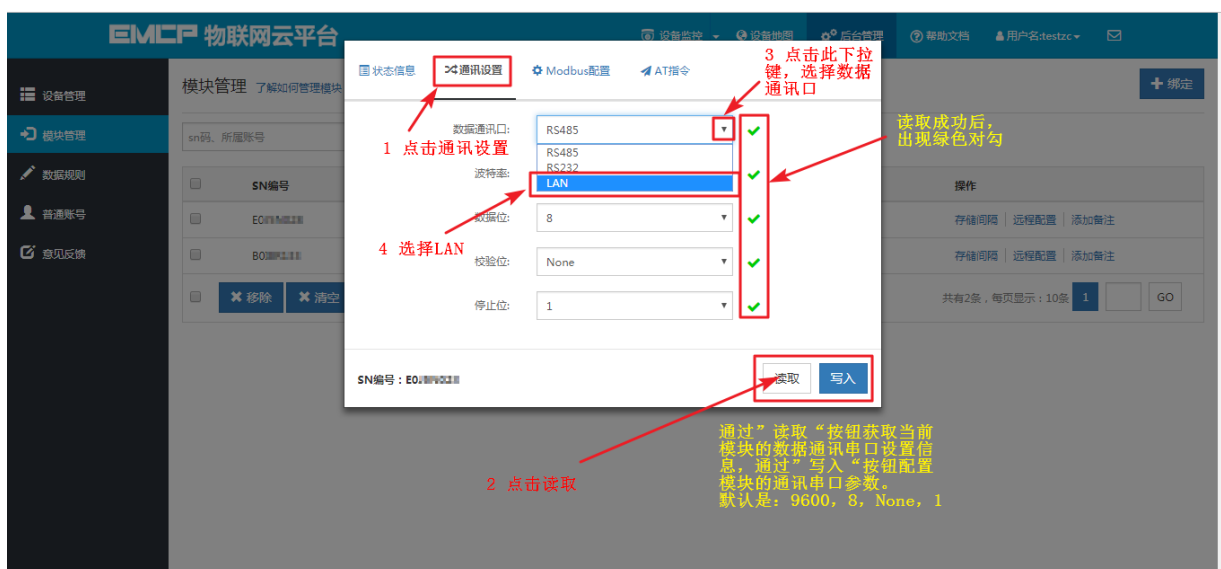 EMCP 物联网云平台
设备监控 设备地图 后台管理 帮助文档 用户名:testzc
状态信息 通讯设置 Modbus配置 AT指令
3 点击此下拉
键，选择数据
通讯口
设备管理
模块管理
数据规则
普通账号
意见反馈
模块管理 了解如何管理模块
绑定
sn码、所属账号
数据通讯口: RS485
RS485
RS232
LAN
1 点击通讯设置
波特率:
读取成功后，
出现绿色对勾
SN编号 操作
数据位: 8
存储间隔 远程配置 添加备注
4 选择LAN
校验位: None
存储间隔 远程配置 添加备注
移除 清空
停止位: 1
共有2条，每页显示：10条 1 GO
SN编号：
读取 写入
2 点击读取
通过”读取“按钮获取当前
模块的数据通讯串口设置信
息，通过”写入“按钮配置
模块的通讯串口参数。
默认是：9600，8，None，1